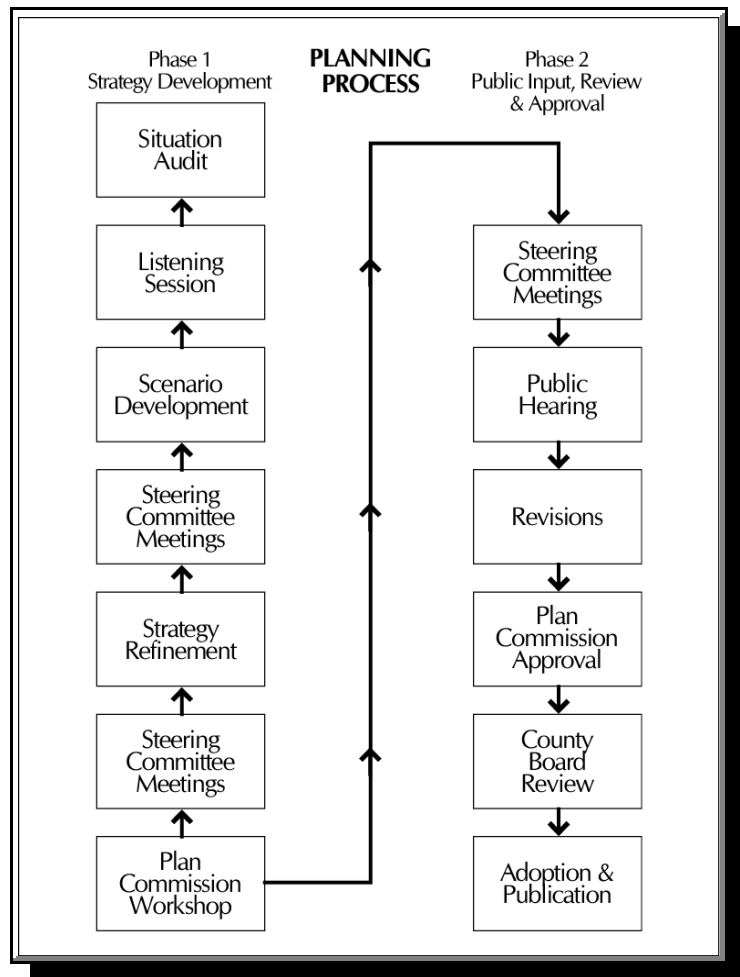 Phase 1
Strategy Development
PLANNING
PROCESS
Phase 2
Public Input, Review
& Approval
Situation
Audit
Listening
Session
Scenario
Development
Steering
Committee
Meetings
Strategy
Refinement
Steering
Committee
Meetings
Plan
Commission
Workshop
Steering
Committee
Meetings
Public
Hearing
Revisions
Plan
Commission
Approval
County
Board
Review
Adoption &
Publication